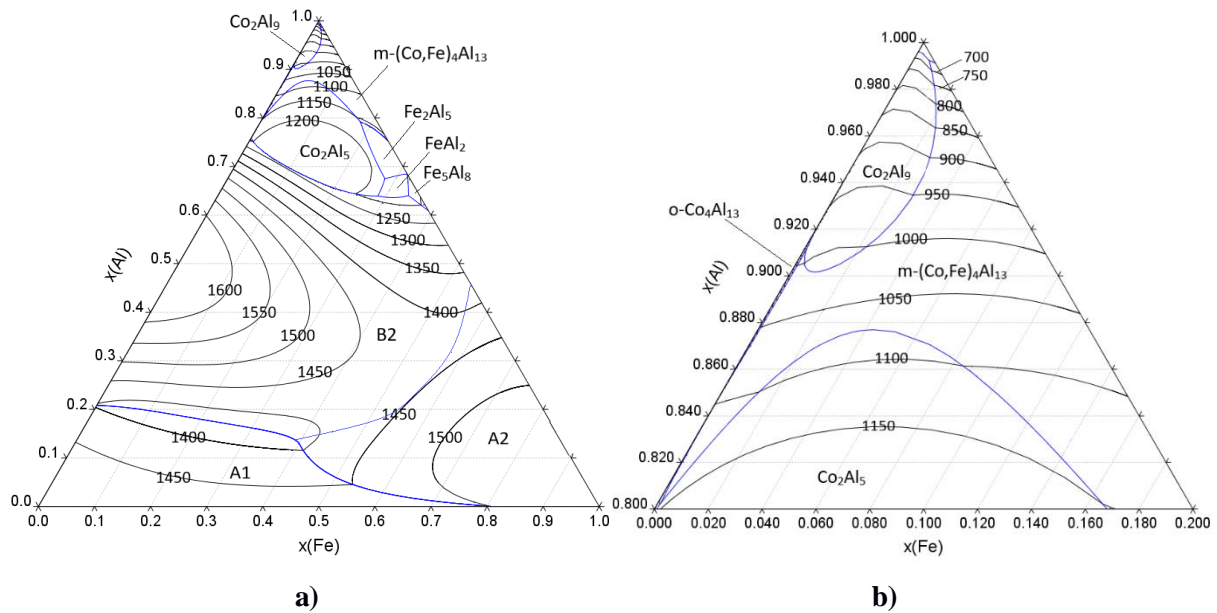 1.0
Co₂Al₉
m-(Co,Fe)₄Al₁₃
0.9
1050
1100
1150
0.8
1200
Fe₂Al₅
FeAl₂
Co₂Al₅
Fe₅Al₈
0.7
1250
0.6
1300
X(Al)
1350
0.5
1600
1550
1400
0.4
1500
B2
0.3
1450
0.2
1450
1400
1500
A2
0.1
1450
A1
0.0
0.0 0.1 0.2 0.3 0.4 0.5 0.6 0.7 0.8 0.9 1.0
x(Fe)
a)
1.000
700
750
0.980
800
850
0.960
900
Co₂Al₉
0.940
950
o-Co₄Al₁₃
0.920
1000
x(Al)
0.900
m-(Co,Fe)₄Al₁₃
1050
0.880
1100
0.860
0.840
1150
0.820
Co₂Al₅
0.800
0.000 0.020 0.040 0.060 0.080 0.100 0.120 0.140 0.160 0.180 0.200
x(Fe)
b)